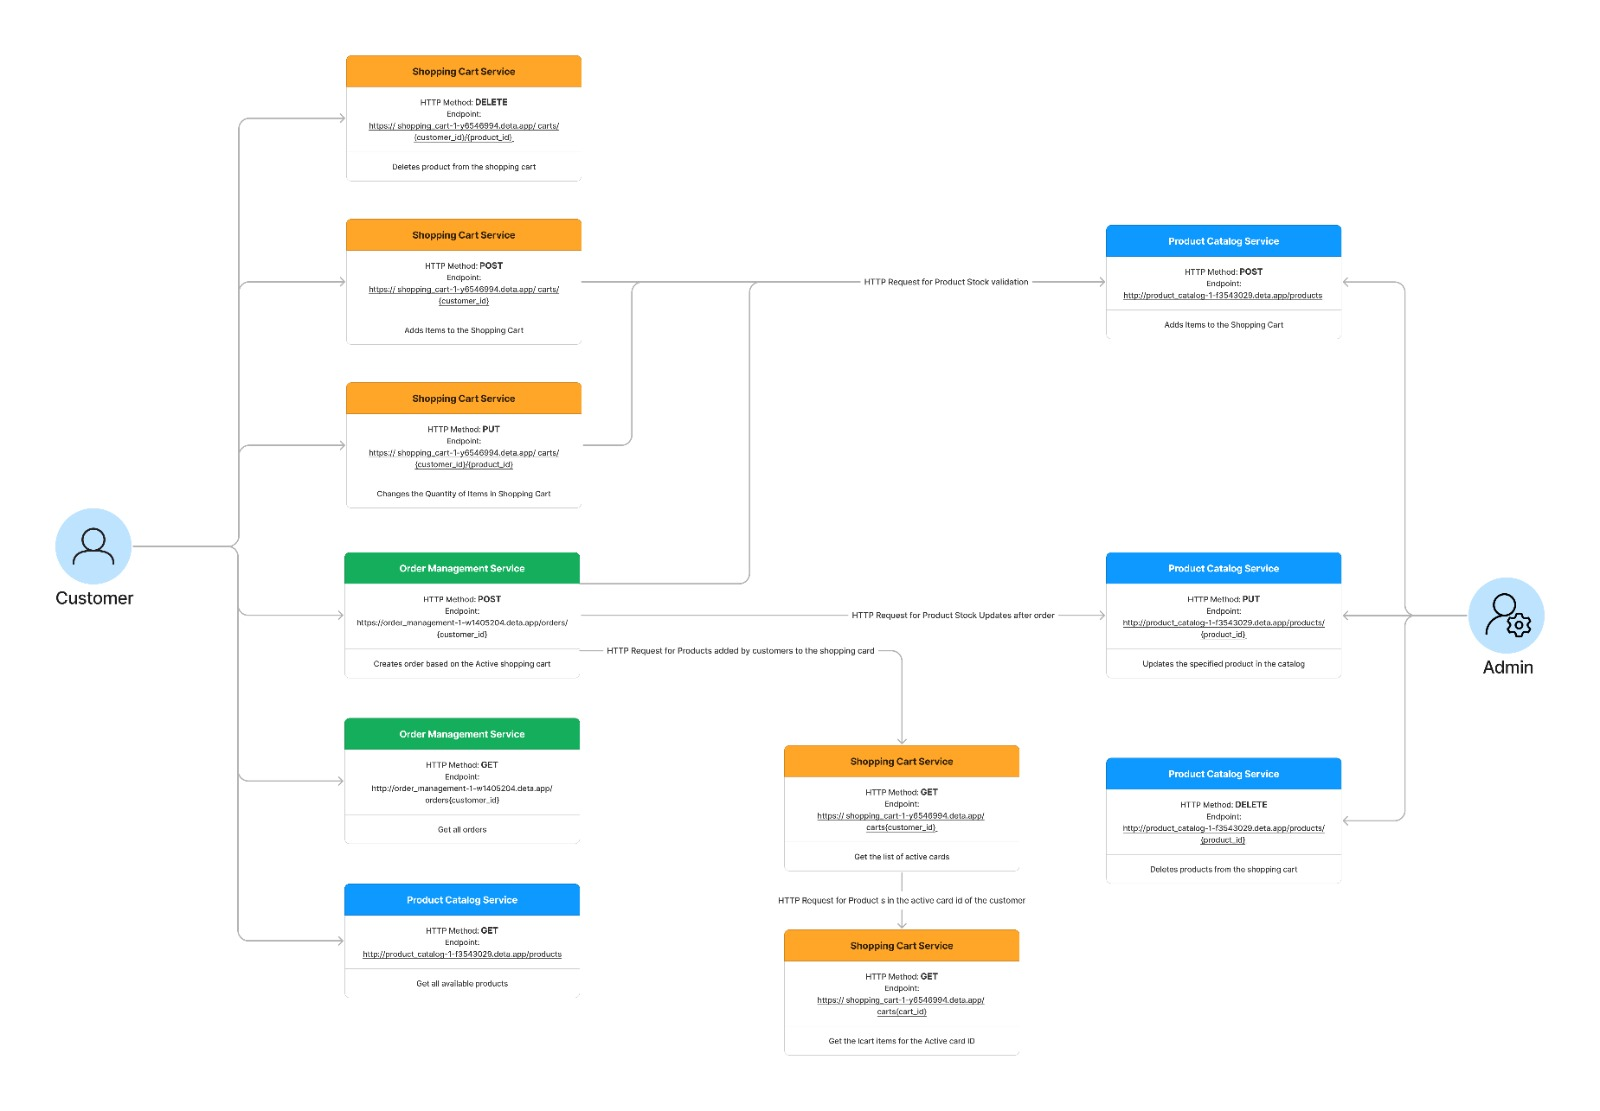 Shopping Cart Service
HTTP Method: DELETE
Endpoint:
https:// shopping_cart-1-y6546994.deta.app/ carts/
{customer_id}/{product_id}
Deletes product from the shopping cart
Shopping Cart Service
HTTP Method: POST
Endpoint:
https:// shopping_cart-1-y6546994.deta.app/ carts/
{customer_id}
Adds Items to the Shopping Cart
Shopping Cart Service
HTTP Method: PUT
Endpoint:
https:// shopping_cart-1-y6546994.deta.app/ carts/
{customer_id}/{product_id}
Changes the Quantity of Items in Shopping Cart
Customer
Order Management Service
HTTP Method: POST
Endpoint:
https://order_management-1-w1405204.deta.app/orders/
{customer_id}
Creates order based on the Active shopping cart
Order Management Service
HTTP Method: GET
Endpoint:
http://order_management-1-w1405204.deta.app/
orders{customer_id}
Get all orders
Product Catalog Service
HTTP Method: GET
Endpoint:
http://product_catalog-1-f3543029.deta.app/products
Get all available products
HTTP Request for Product Stock validation
HTTP Request for Product Stock Updates after order
HTTP Request for Products added by customers to the shopping card
Shopping Cart Service
HTTP Method: GET
Endpoint:
https:// shopping_cart-1-y6546994.deta.app/
carts{customer_id}
Get the list of active cards
HTTP Request for Product s in the active card id of the customer
Shopping Cart Service
HTTP Method: GET
Endpoint:
https:// shopping_cart-1-y6546994.deta.app/
carts{cart_id}
Get the Icart items for the Active card ID
Product Catalog Service
HTTP Method: POST
Endpoint:
http://product_catalog-1-f3543029.deta.app/products
Adds Items to the Shopping Cart
Product Catalog Service
HTTP Method: PUT
Endpoint:
http://product_catalog-1-f3543029.deta.app/products/
{product_id}
Updates the specified product in the catalog
Product Catalog Service
HTTP Method: DELETE
Endpoint:
http://product_catalog-1-f3543029.deta.app/products/
{product_id}
Deletes products from the shopping cart
Admin